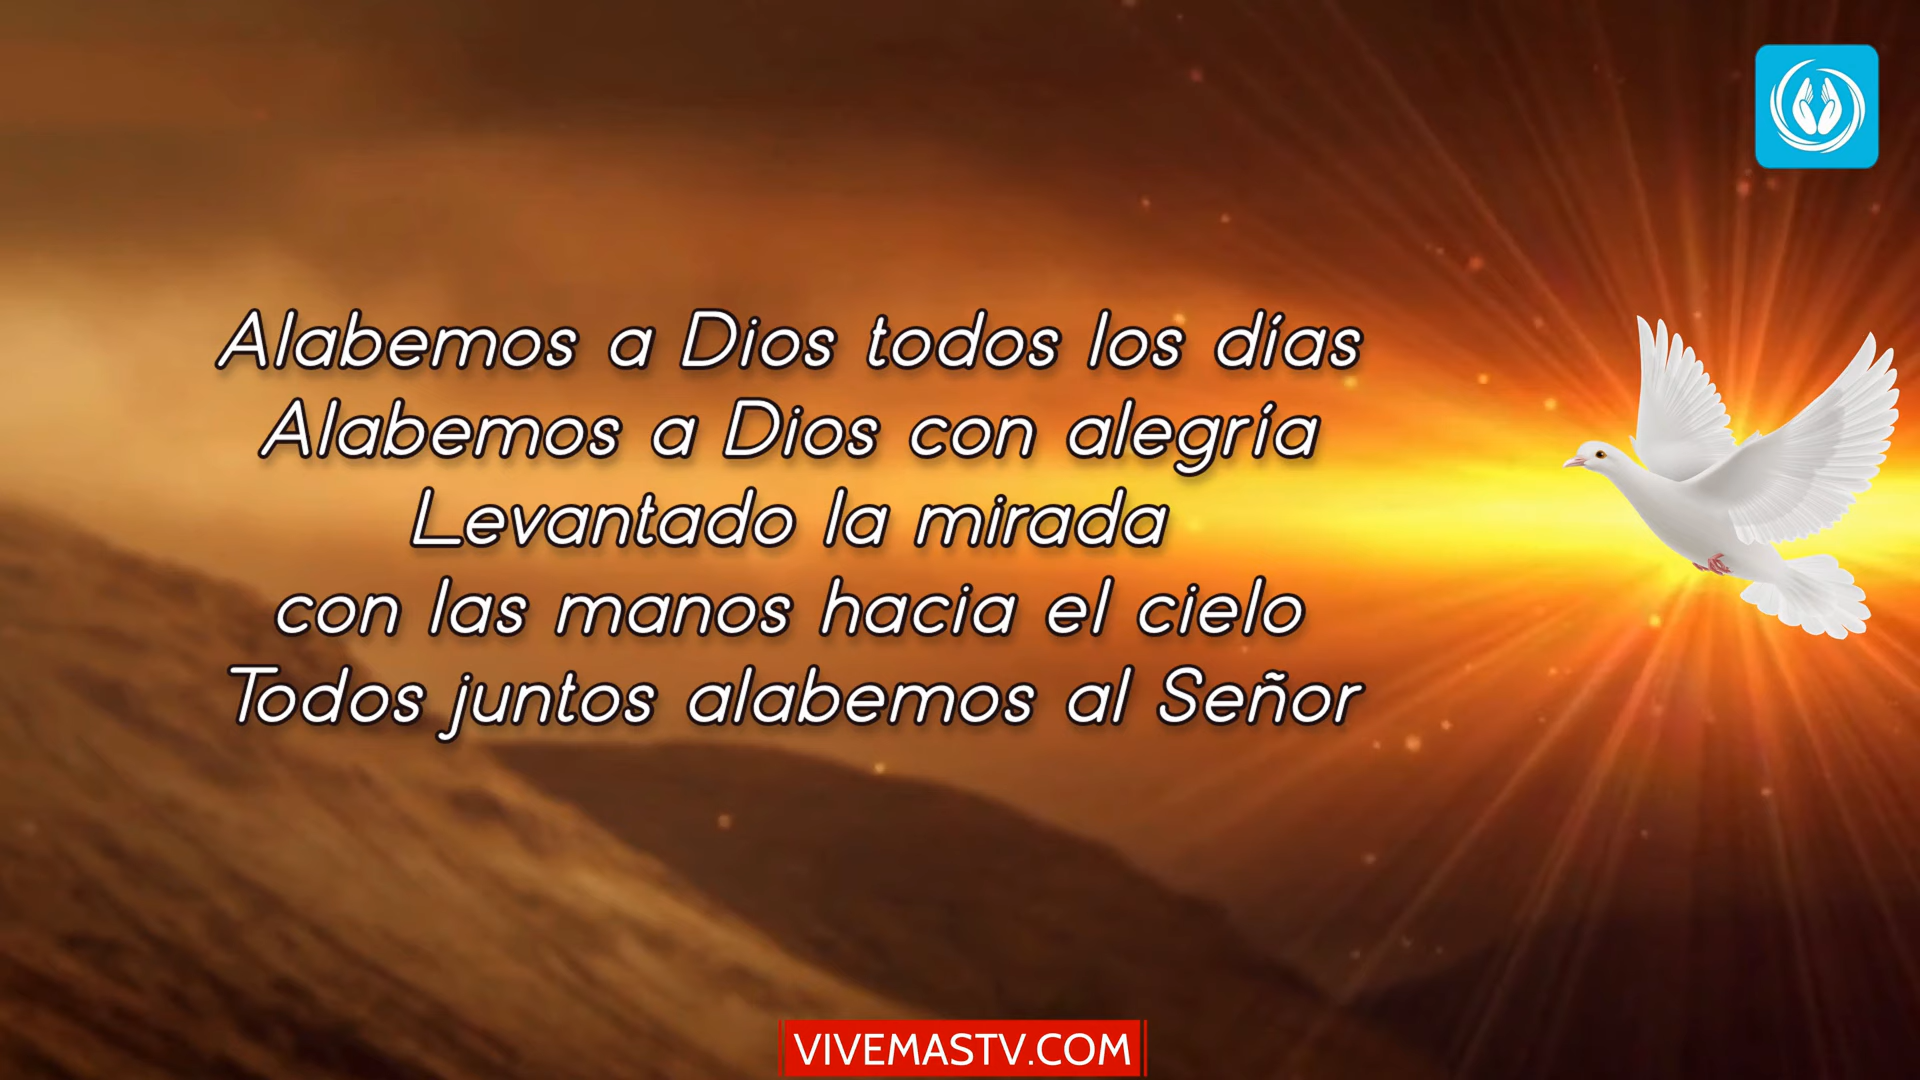 Alabemos a Dios todos los días
Alabemos a Dios con alegría
Levantado la mirada
con las manos hacia el cielo
Todos juntos alabemos al Señor
VIVEMASTV.COM